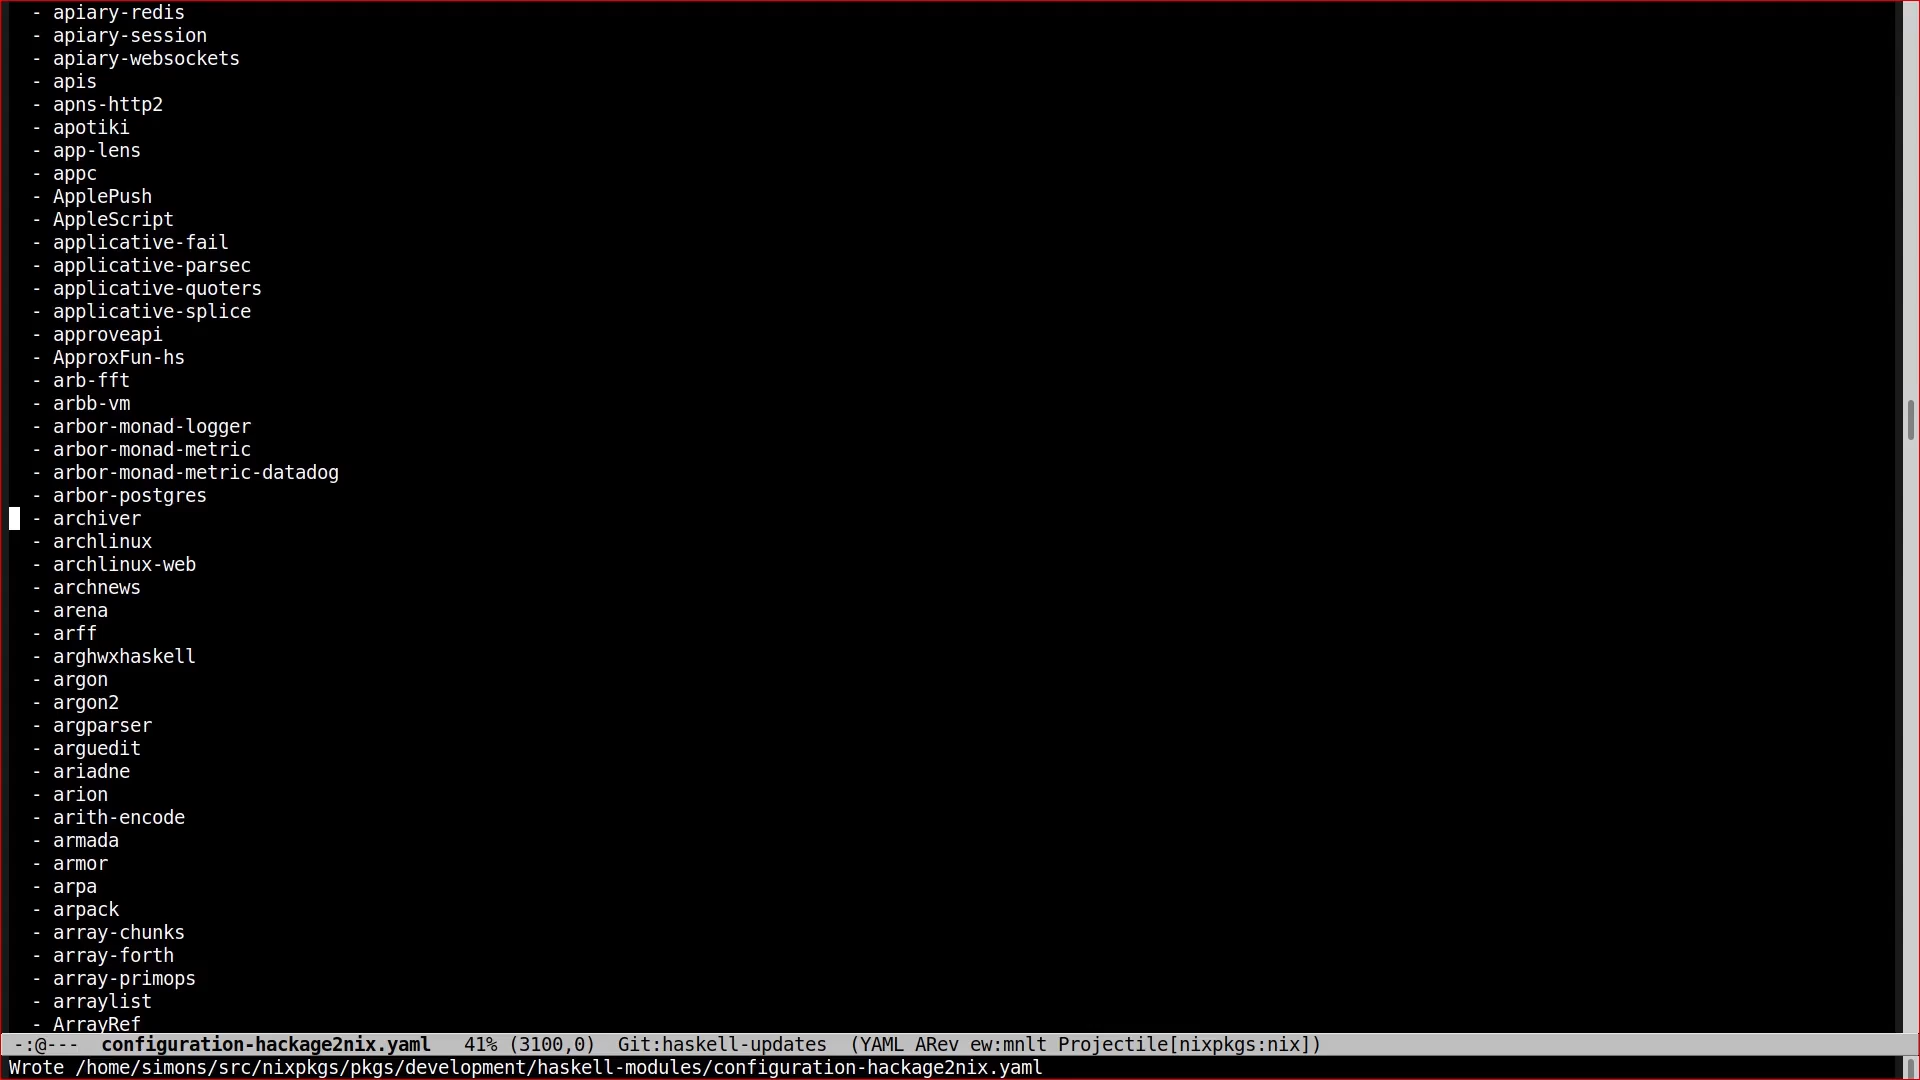 - apiary-redis
- apiary-session
- apiary-websockets
- apis
- apns-http2
- apotiki
- app-lens
- appc
- ApplePush
- AppleScript
- applicative-fail
- applicative-parsec
- applicative-quoters
- applicative-splice
- approveapi
- ApproxFun-hs
- arb-fft
- arbb-vm
- arbor-monad-logger
- arbor-monad-metric
- arbor-monad-metric-datadog
- arbor-postgres
- archiver
- archlinux
- archlinux-web
- archnews
- arena
- arff
- arghwxhaskell
- argon
- argon2
- argparser
- arguedit
- ariadne
- arion
- arith-encode
- armada
- armor
- arpa
- arpack
- array-chunks
- array-forth
- array-primops
- arraylist
- ArrayRef
-:@--- configuration-hackage2nix.yaml 41% (3100,0) Git:haskell-updates (YAML ARev ew:mnlt Projectile[nixpkgs:nix])
Wrote /home/simons/src/nixpkgs/pkgs/development/haskell-modules/configuration-hackage2nix.yaml